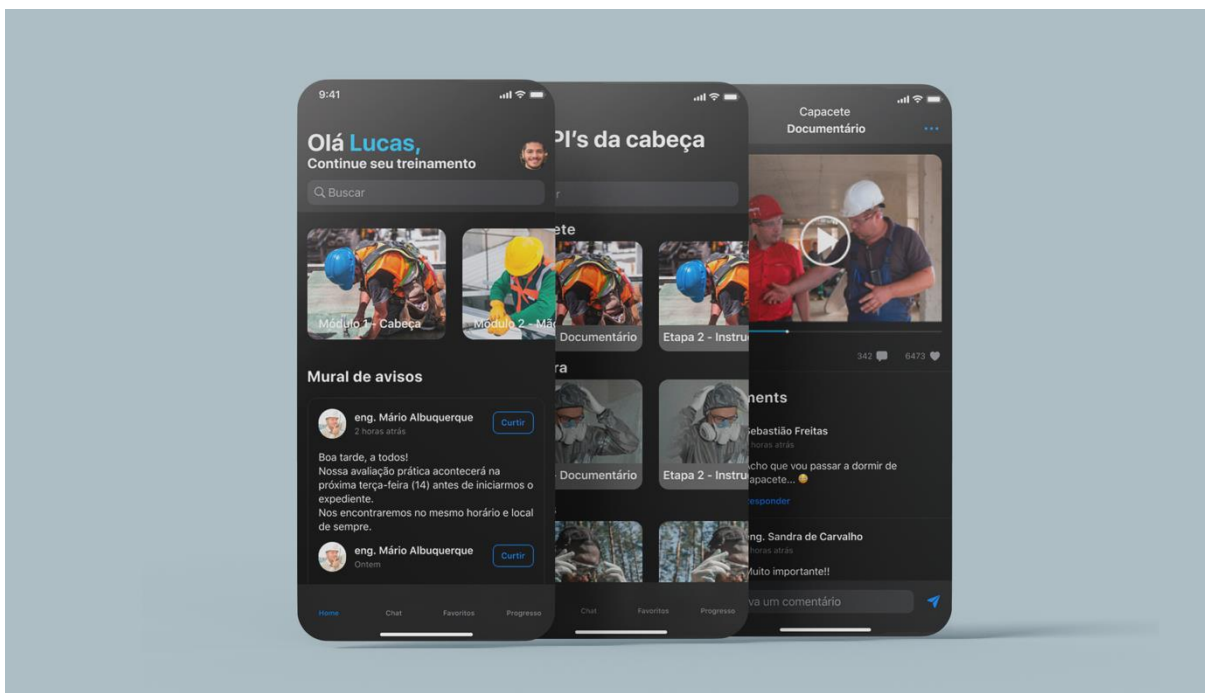 9:41
Olá Lucas,
Continue seu treinamento
Buscar
Módulo 1 - Cabeça
Módulo 2 - Mão
Mural de avisos
eng. Mário Albuquerque
2 horas atrás
Curtir
Boa tarde, a todos!
Nossa avaliação prática acontecerá na
próxima terça-feira (14) antes de iniciarmos o
expediente.
Nos encontraremos no mesmo horário e local
de sempre.
eng. Mário Albuquerque
Ontem
Curtir
Home
Chat
Favoritos
Progresso
PI's da cabeça
ete
Documentário
Etapa 2 - Instru
ra
Documentário
Etapa 2 - Instru
Chat
Favoritos
Progresso
Capacete
Documentário
342
6473
ments
Sebastião Freitas
horas atrás
Acho que vou passar a dormir de
capacete...
esponder
eng. Sandra de Carvalho
horas atrás
Muito importante!!
va um comentário